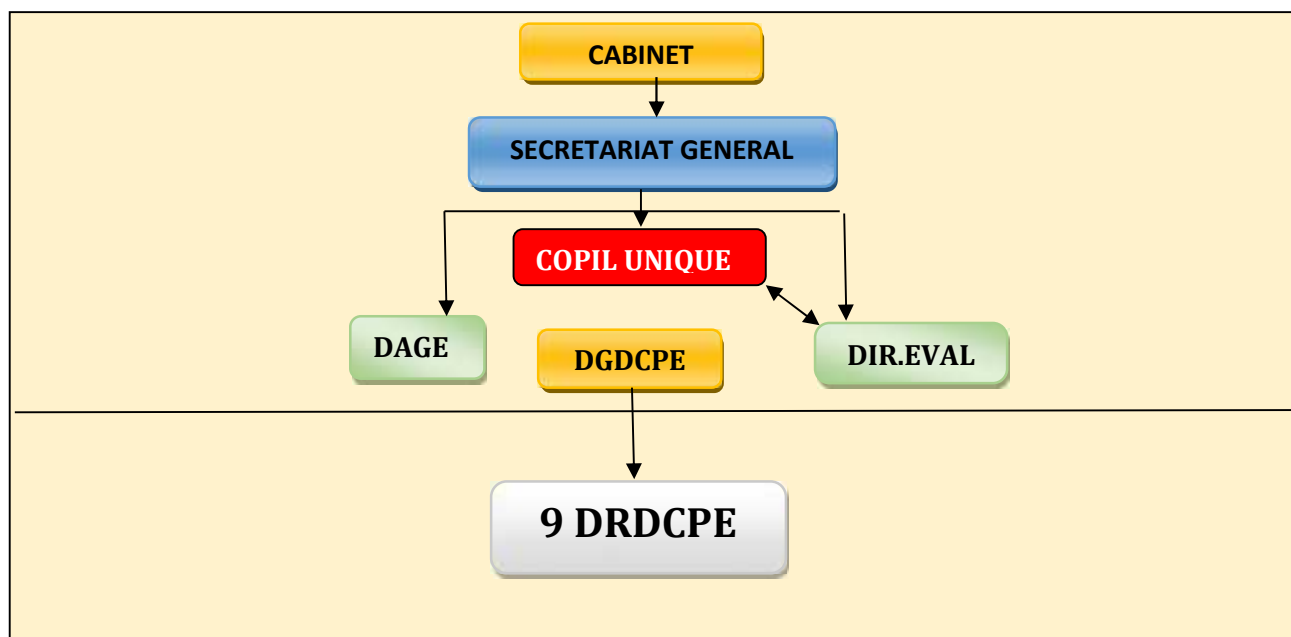 CABINET
SECRETARIAT GENERAL
COPIL UNIQUE
DAGE
DGDCPE
DIR.EVAL
9 DRDCPE